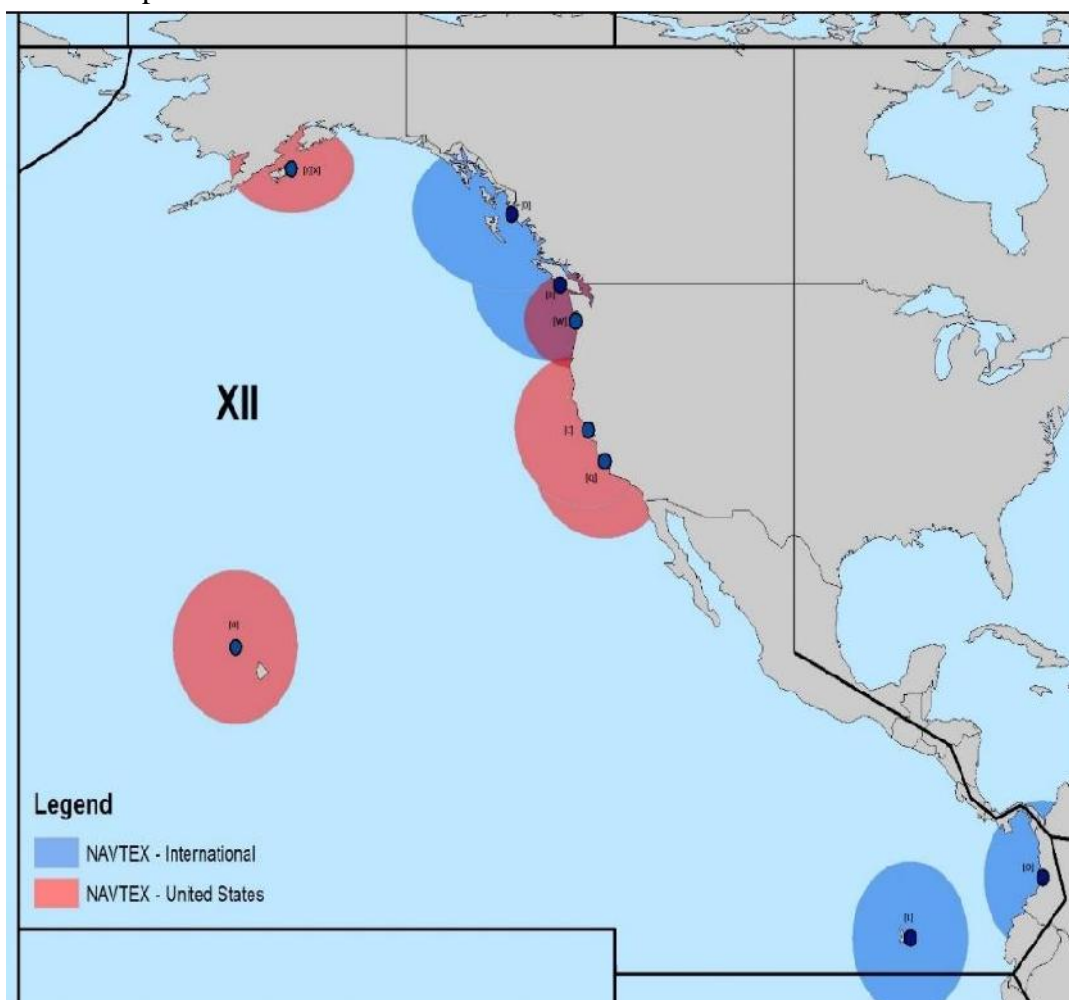 [D]
[W]
[C]
[Q]
XII
[O]
Legend
NAVTEX - International
NAVTEX - United States
[O]
[L]